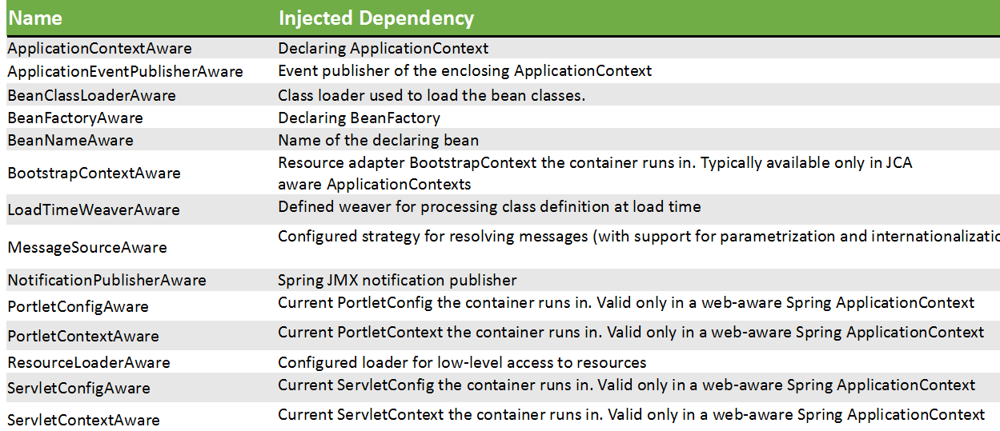 Name Injected Dependency
ApplicationContextAware Declaring ApplicationContext
ApplicationEventPublisherAware Event publisher of the enclosing ApplicationContext
BeanClassLoaderAware Class loader used to load the bean classes.
BeanFactoryAware Declaring BeanFactory
BeanNameAware Name of the declaring bean
BootstrapContextAware Resource adapter BootstrapContext the container runs in. Typically available only in JCA
aware ApplicationContexts
LoadTimeWeaverAware Defined weaver for processing class definition at load time
MessageSourceAware Configured strategy for resolving messages (with support for parametrization and internationalizatio
NotificationPublisherAware Spring JMX notification publisher
PortletConfigAware Current PortletConfig the container runs in. Valid only in a web-aware Spring ApplicationContext
PortletContextAware Current PortletContext the container runs in. Valid only in a web-aware Spring ApplicationContext
ResourceLoaderAware Configured loader for low-level access to resources
ServletConfigAware Current ServletConfig the container runs in. Valid only in a web-aware Spring ApplicationContext
ServletContextAware Current ServletContext the container runs in. Valid only in a web-aware Spring ApplicationContext